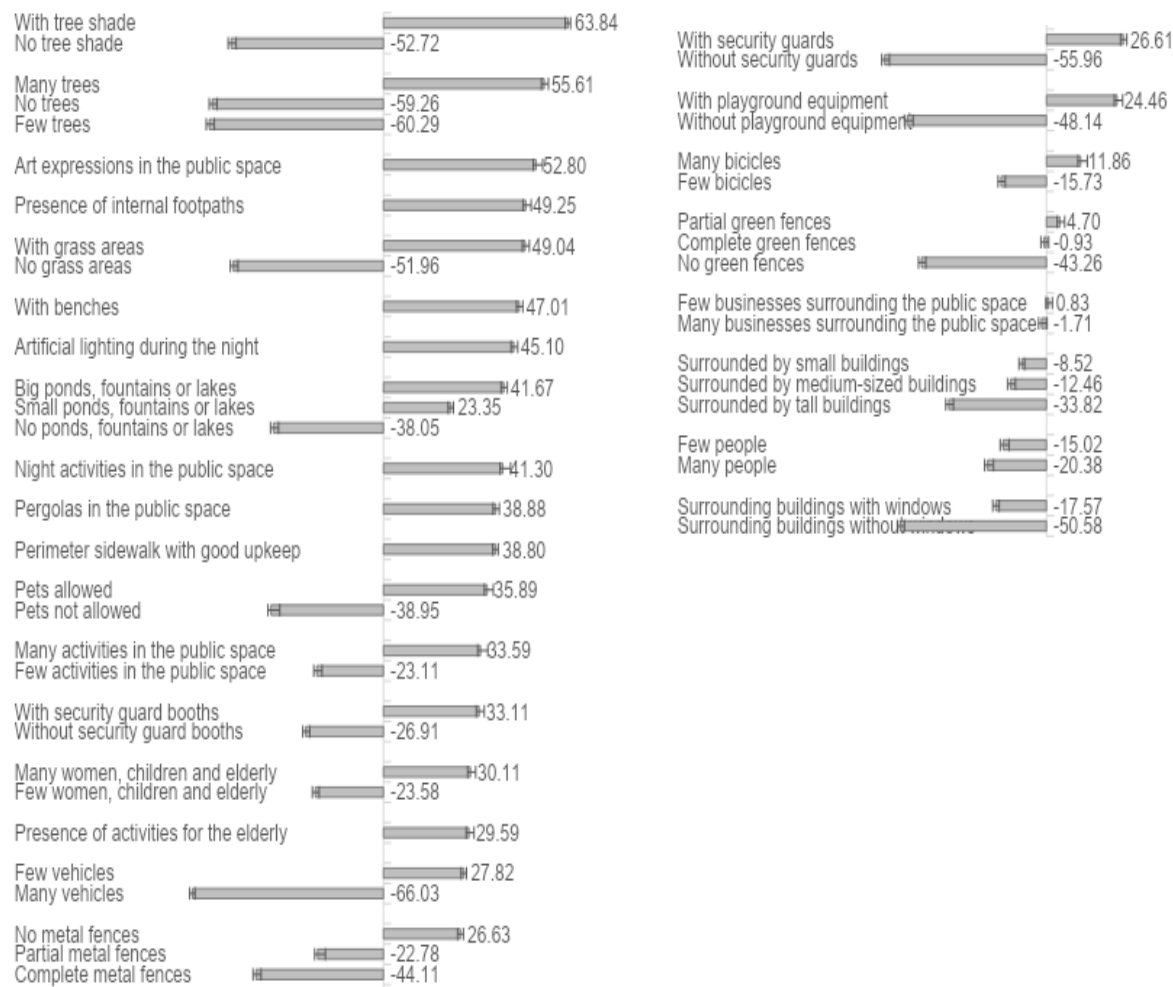 With tree shade 63.84
No tree shade -52.72
Many trees 55.61
No trees -59.26
Few trees -60.29
Art expressions in the public space 52.80
Presence of internal footpaths 49.25
With grass areas 49.04
No grass areas -51.96
With benches 47.01
Artificial lighting during the night 45.10
Big ponds, fountains or lakes 41.67
Small ponds, fountains or lakes 23.35
No ponds, fountains or lakes -38.05
Night activities in the public space 41.30
Pergolas in the public space 38.88
Perimeter sidewalk with good upkeep 38.80
Pets allowed 35.89
Pets not allowed -38.95
Many activities in the public space 33.59
Few activities in the public space -23.11
With security guard booths 33.11
Without security guard booths -26.91
Many women, children and elderly 30.11
Few women, children and elderly -23.58
Presence of activities for the elderly 29.59
Few vehicles 27.82
Many vehicles -66.03
No metal fences 26.63
Partial metal fences -22.78
Complete metal fences -44.11
With security guards 26.61
Without security guards -55.96
With playground equipment 24.46
Without playground equipment -48.14
Many bicicles 11.86
Few bicicles -15.73
Partial green fences 4.70
Complete green fences -0.93
No green fences -43.26
Few businesses surrounding the public space 0.83
Many businesses surrounding the public space -1.71
Surrounded by small buildings -8.52
Surrounded by medium-sized buildings -12.46
Surrounded by tall buildings -33.82
Few people -15.02
Many people -20.38
Surrounding buildings with windows -17.57
Surrounding buildings without windows -50.58